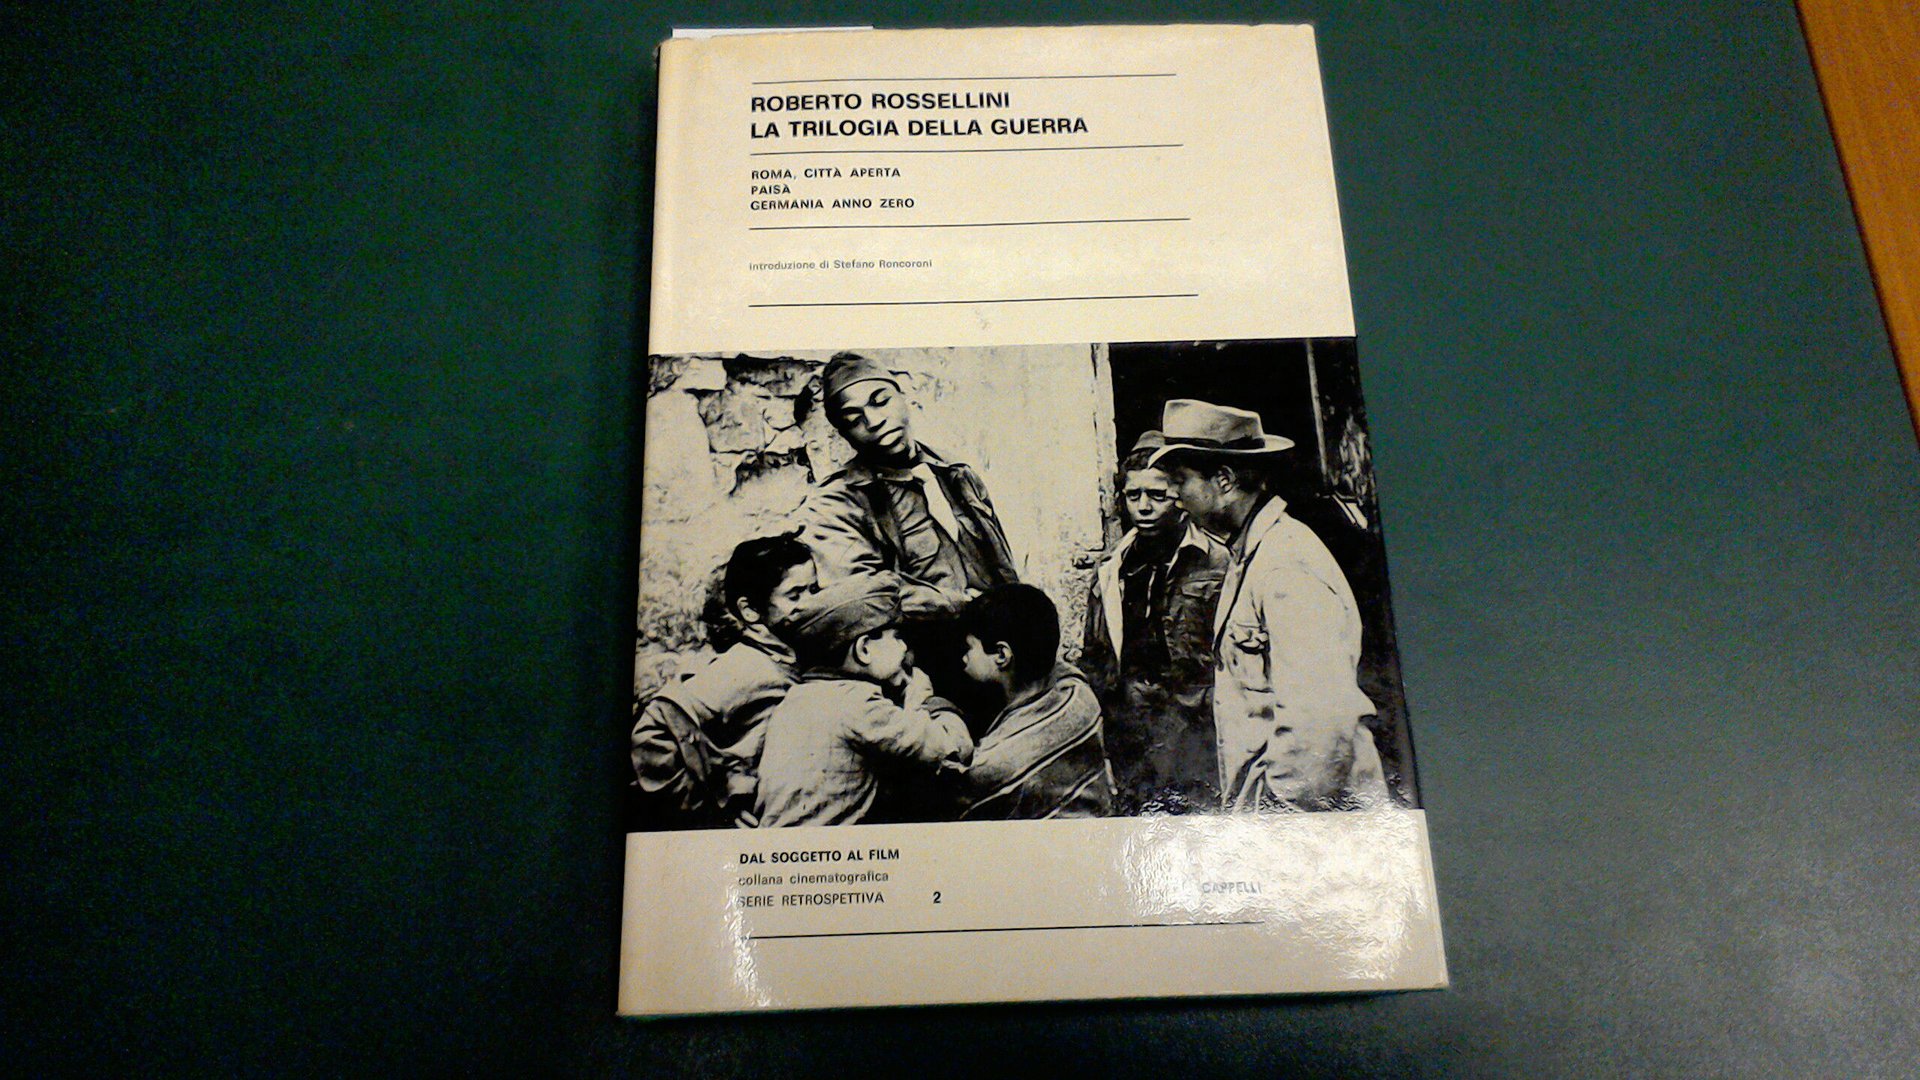 ROBERTO ROSSELLINI
LA TRILOGIA DELLA GUERRA
ROMA, CITTÀ APERTA
PAISÀ
GERMANIA ANNO ZERO
introduzione di Stefano Roncoroni
DAL SOGGETTO AL FILM
collana cinematografica
SERIE RETROSPETTIVA 2
CAPPELLI